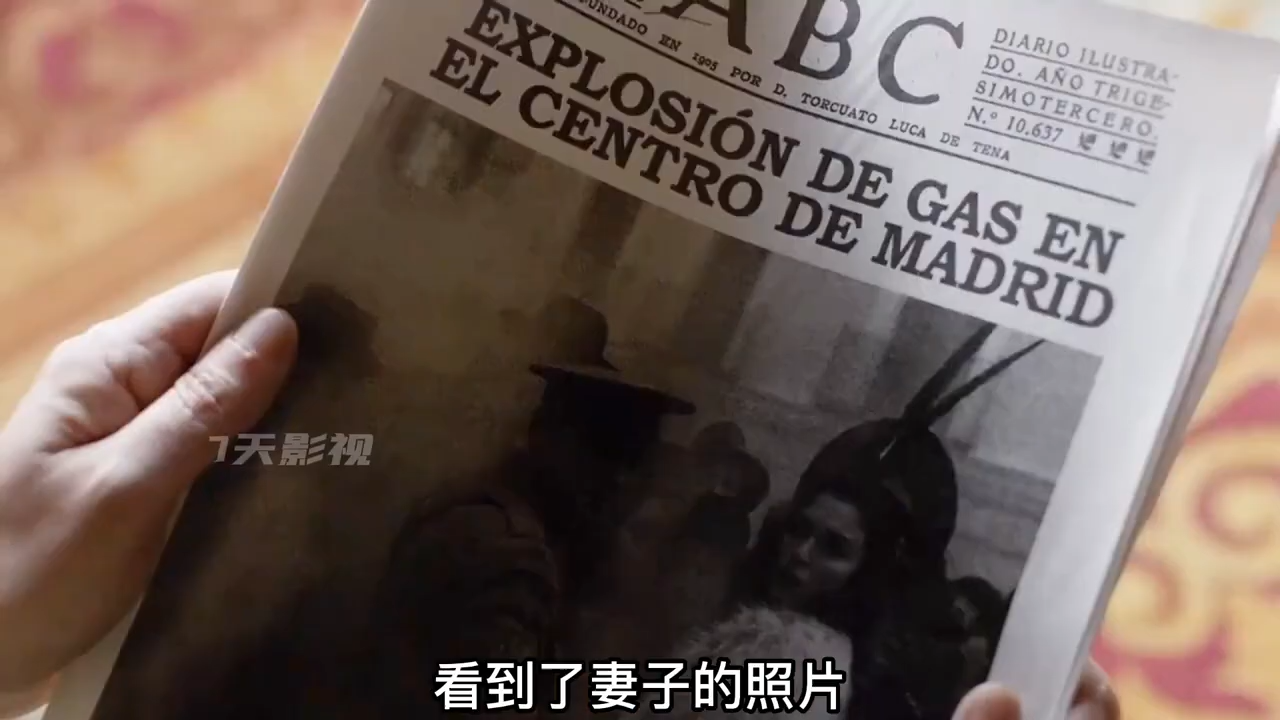 ABC
FUNDADO EN 1905 POR D. TORCUATO LUCA DE TENA
DIARIO ILUSTRA-
DO. AÑO TRIGE-
SIMOTERCERO.
N.º 10.637
EXPLOSIÓN DE GAS EN
EL CENTRO DE MADRID
7天影视
看到了妻子的照片